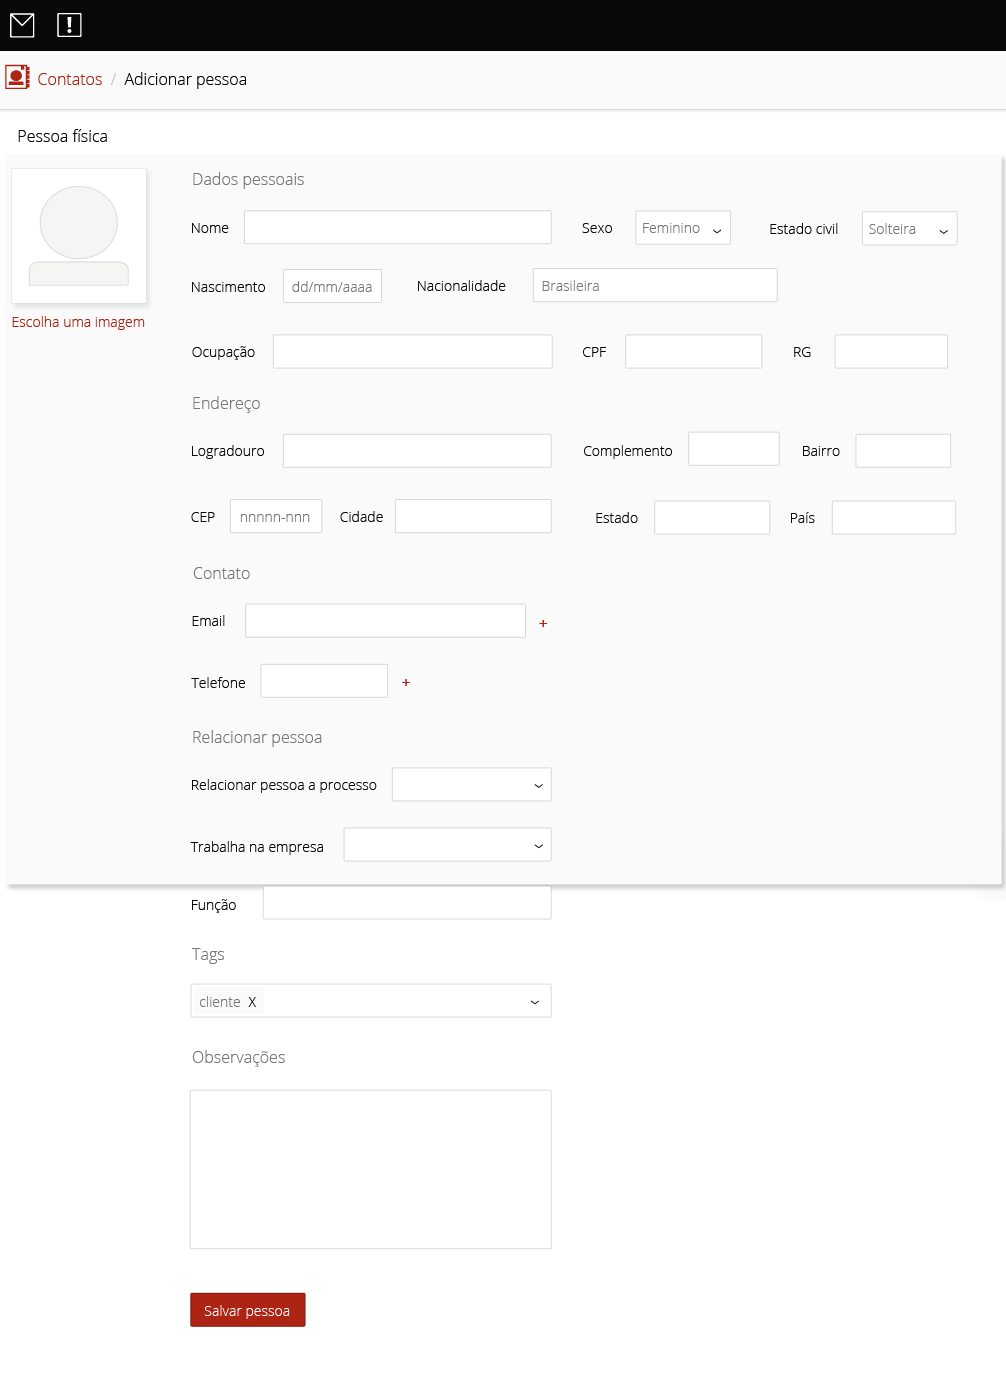 Contatos / Adicionar pessoa
Pessoa física
Dados pessoais
Nome Sexo Feminino Estado civil Solteira
Nascimento dd/mm/aaaa Nacionalidade Brasileira
Escolha uma imagem
Ocupação CPF RG
Endereço
Logradouro Complemento Bairro
CEP nnnnn-nnn Cidade Estado País
Contato
Email +
Telefone +
Relacionar pessoa
Relacionar pessoa a processo
Trabalha na empresa
Função
Tags
cliente X
Observações
Salvar pessoa